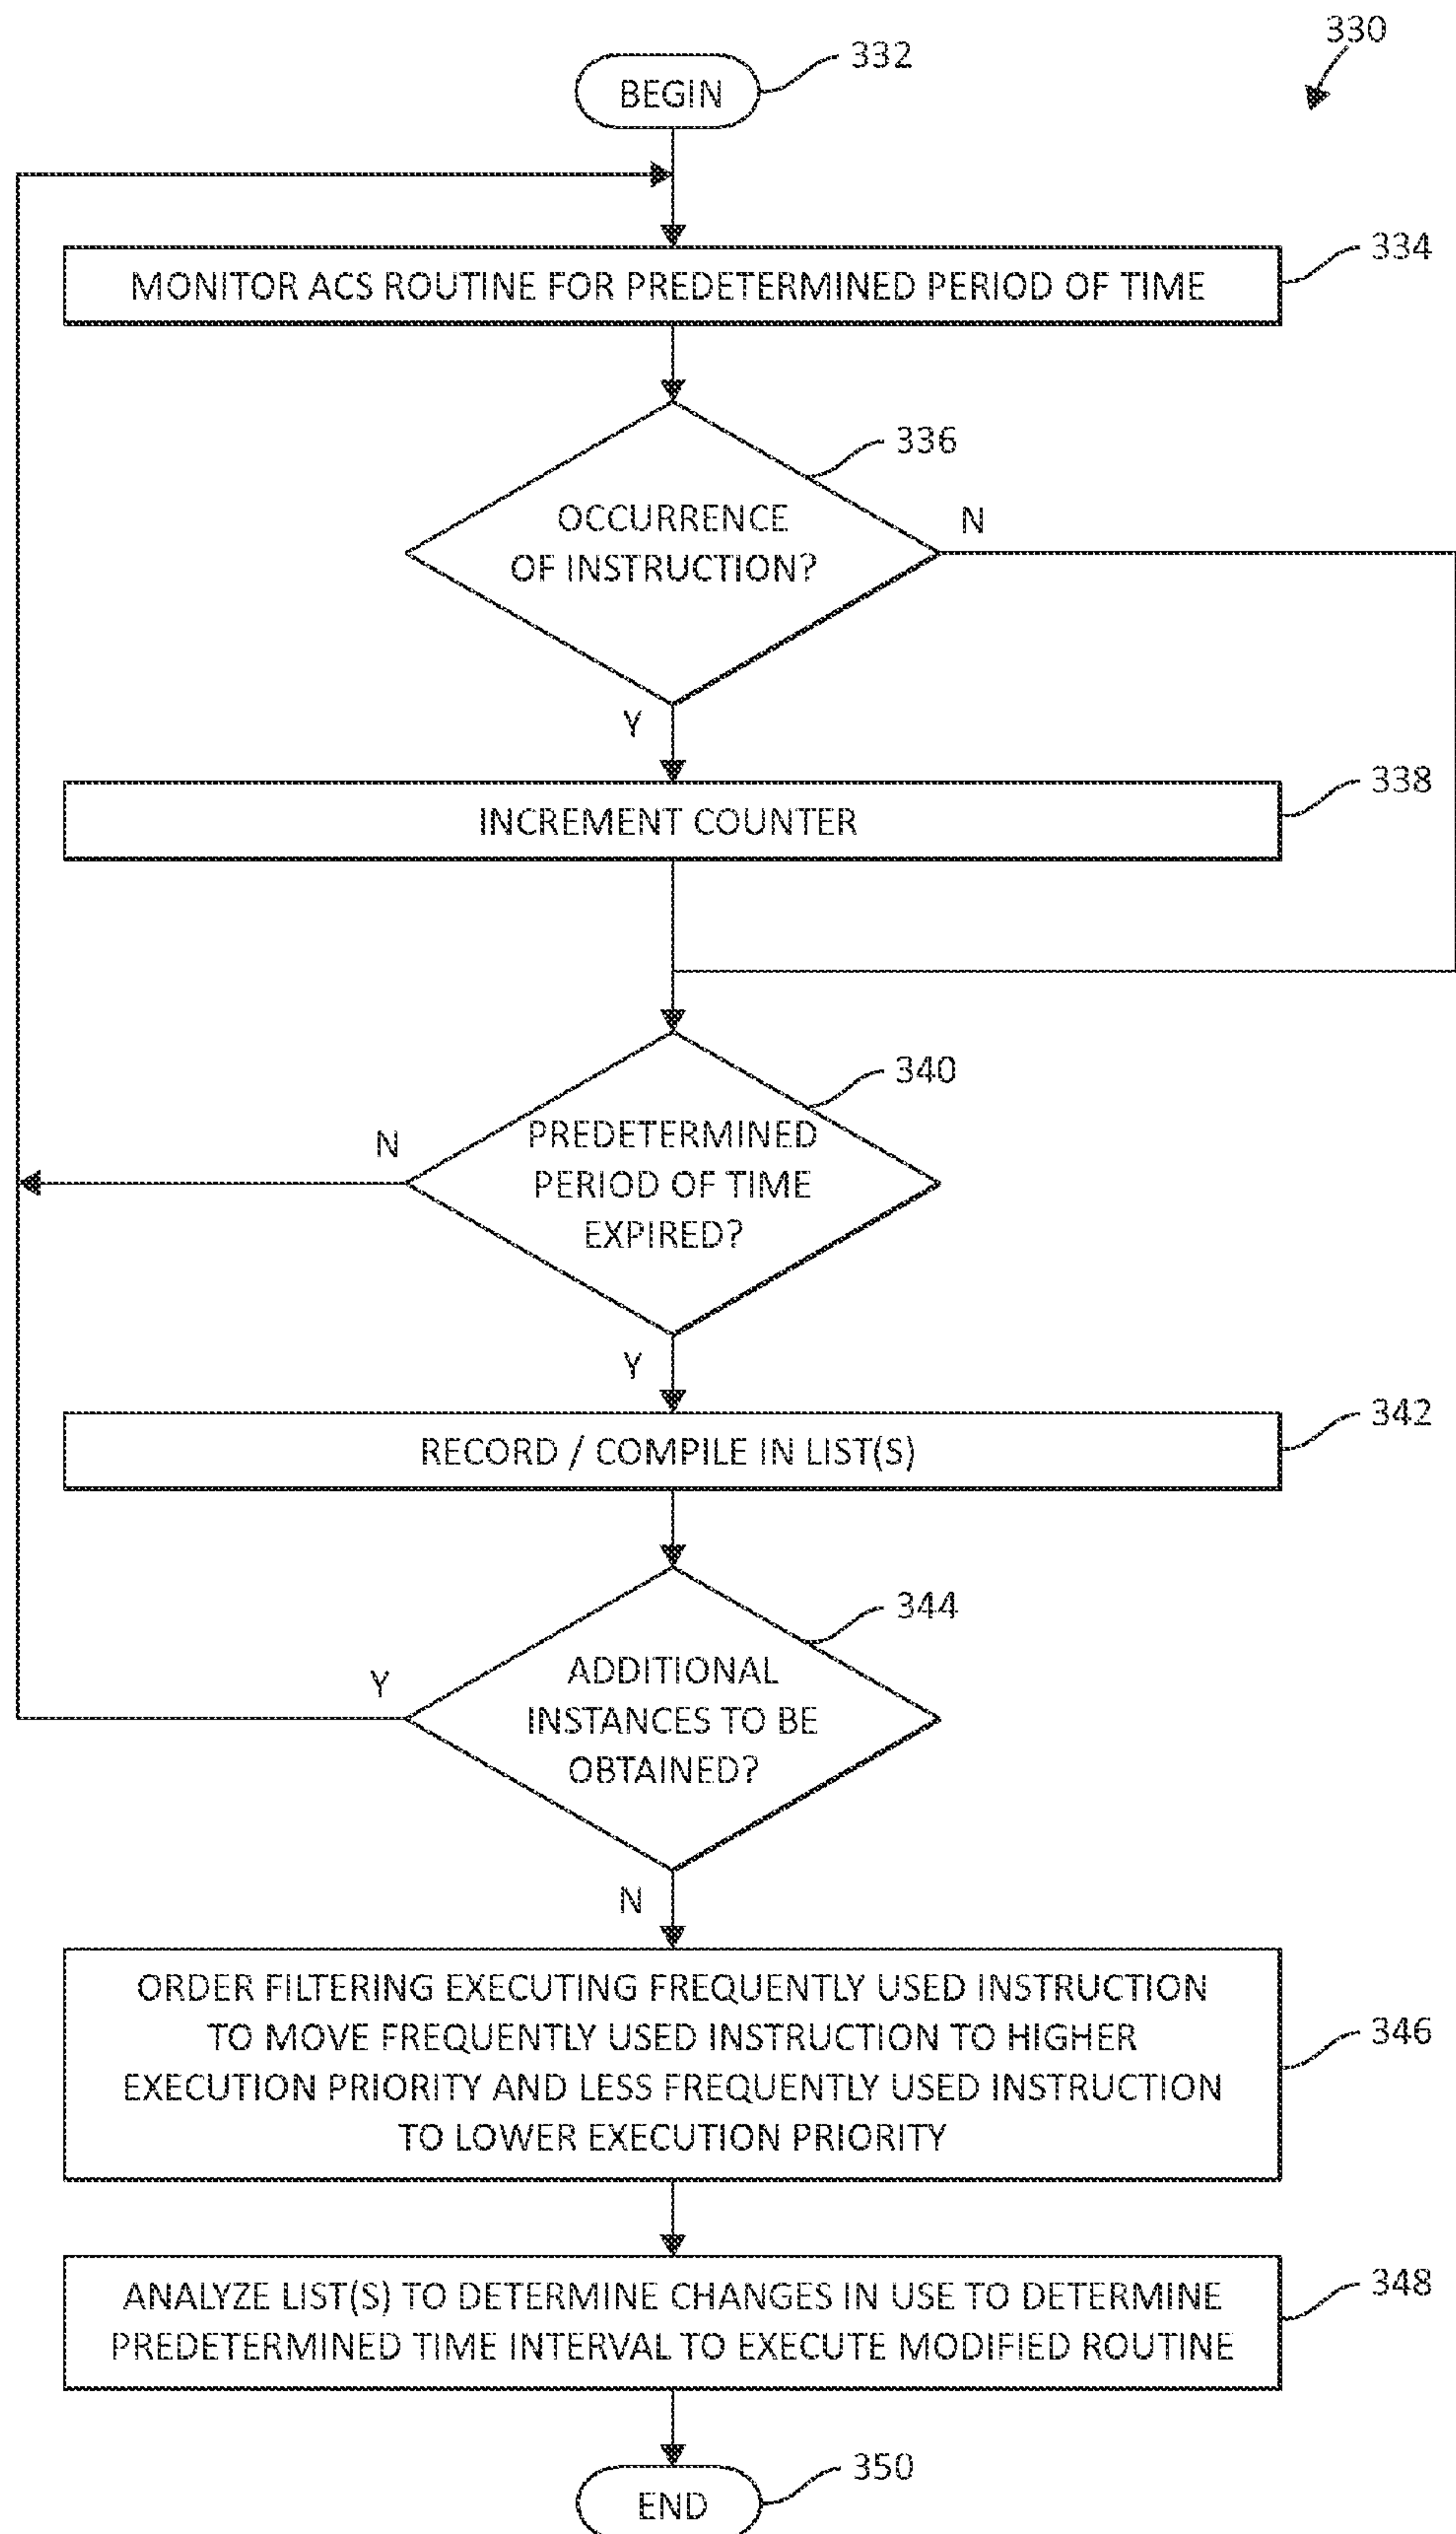 330
BEGIN
332
MONITOR ACS ROUTINE FOR PREDETERMINED PERIOD OF TIME
334
336
OCCURRENCE
OF INSTRUCTION?
N
Y
INCREMENT COUNTER
338
340
PREDETERMINED
PERIOD OF TIME
EXPIRED?
N
Y
RECORD / COMPILE IN LIST(S)
342
344
ADDITIONAL
INSTANCES TO BE
OBTAINED?
Y
N
ORDER FILTERING EXECUTING FREQUENTLY USED INSTRUCTION
TO MOVE FREQUENTLY USED INSTRUCTION TO HIGHER
EXECUTION PRIORITY AND LESS FREQUENTLY USED INSTRUCTION
TO LOWER EXECUTION PRIORITY
346
ANALYZE LIST(S) TO DETERMINE CHANGES IN USE TO DETERMINE
PREDETERMINED TIME INTERVAL TO EXECUTE MODIFIED ROUTINE
348
END
350